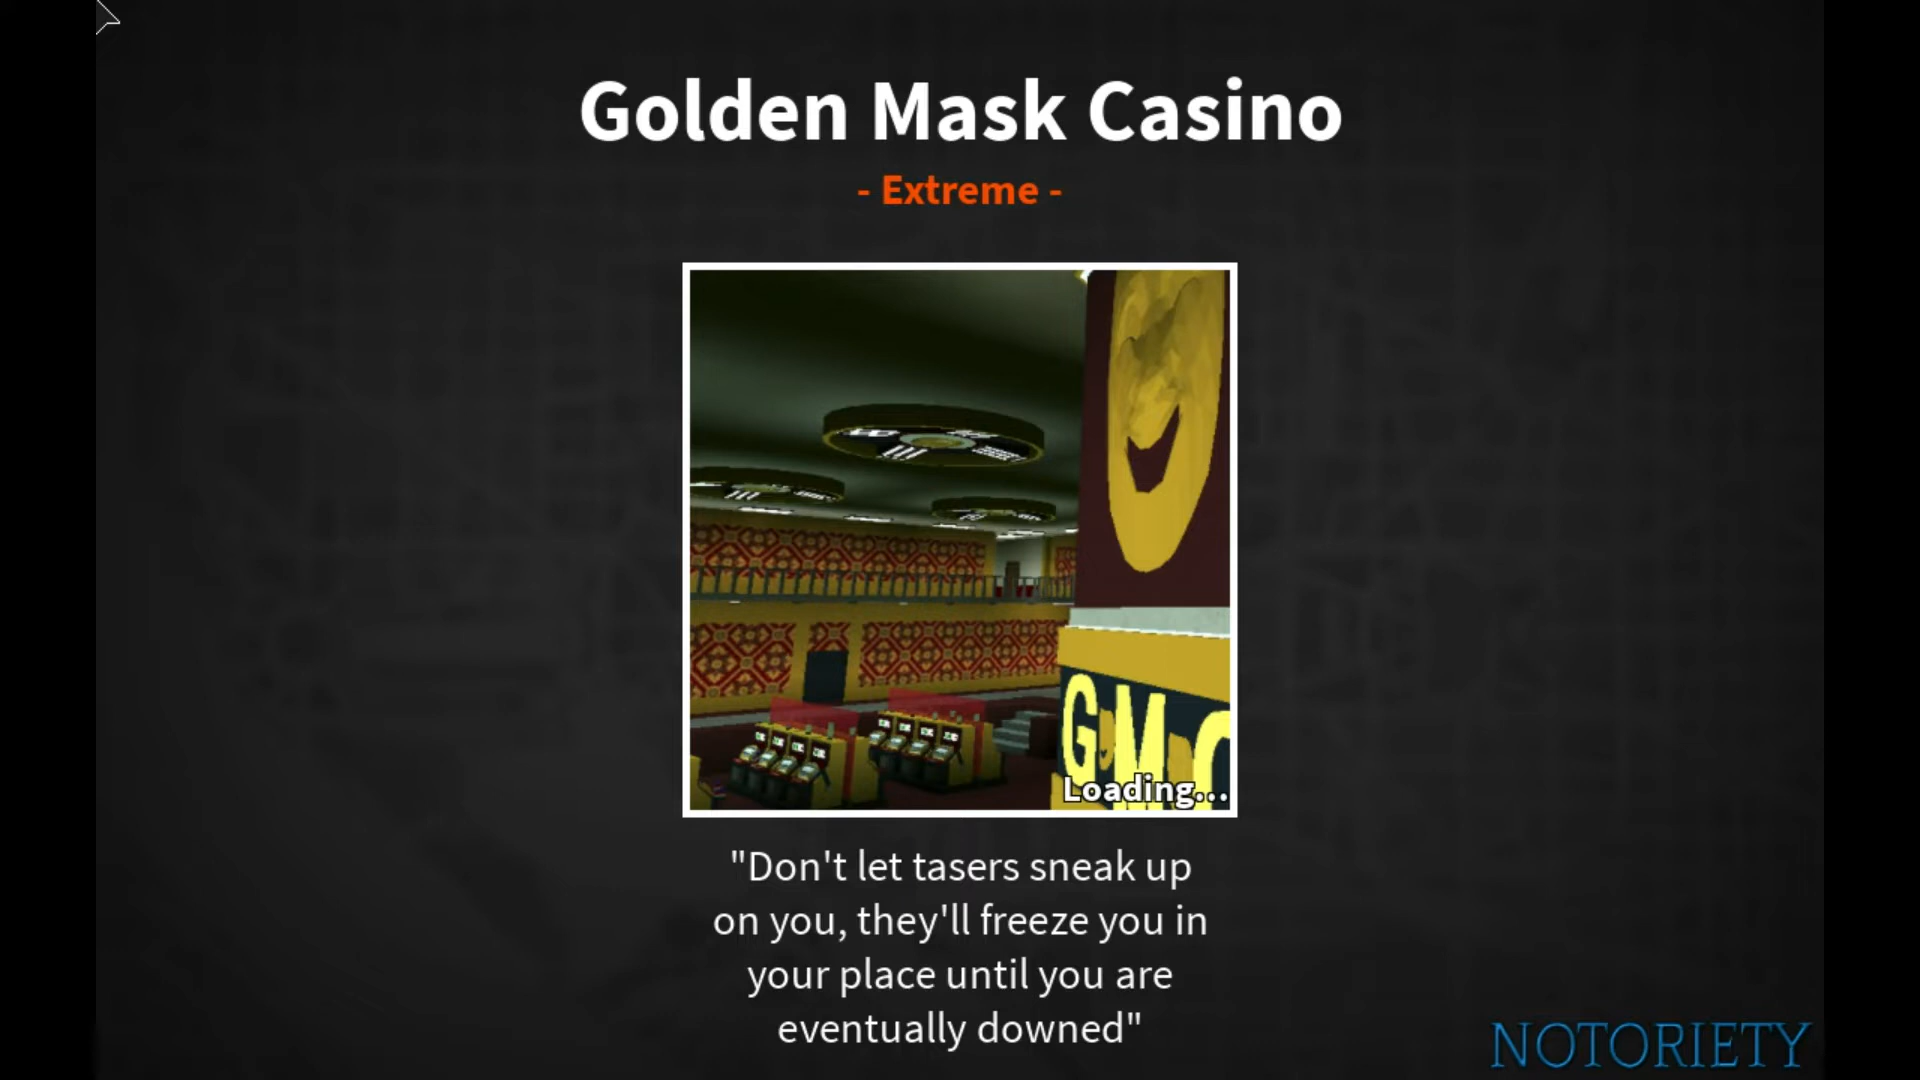 Golden Mask Casino
- Extreme -
G M C
Loading...
"Don't let tasers sneak up
on you, they'll freeze you in
your place until you are
eventually downed"
NOTORIETY